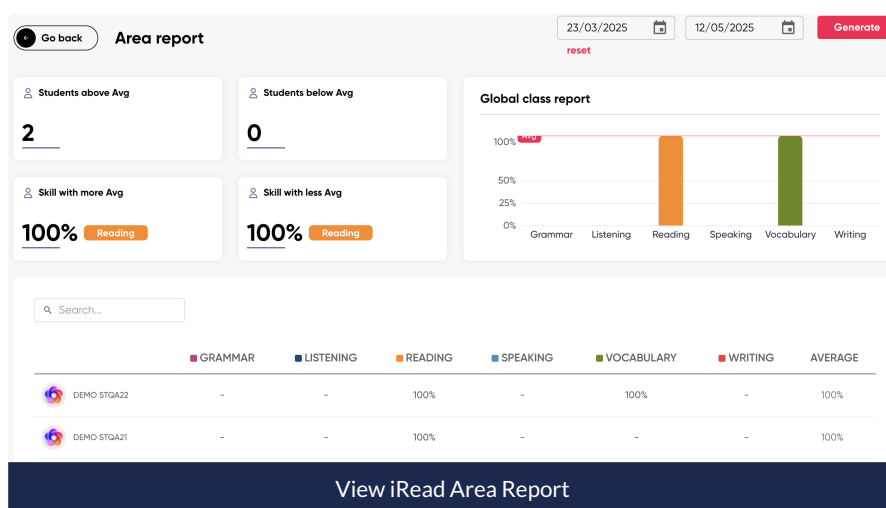 Go back
Area report
23/03/2025
12/05/2025
Generate
reset
Students above Avg
2
Students below Avg
0
Skill with more Avg
100% Reading
Skill with less Avg
100% Reading
Global class report
Avg
100%
50%
25%
0%
Grammar Listening Reading Speaking Vocabulary Writing
Search...
GRAMMAR LISTENING READING SPEAKING VOCABULARY WRITING AVERAGE
DEMO STQA22 - - 100% - 100% - 100%
DEMO STQA21 - - 100% - - - 100%
View iRead Area Report